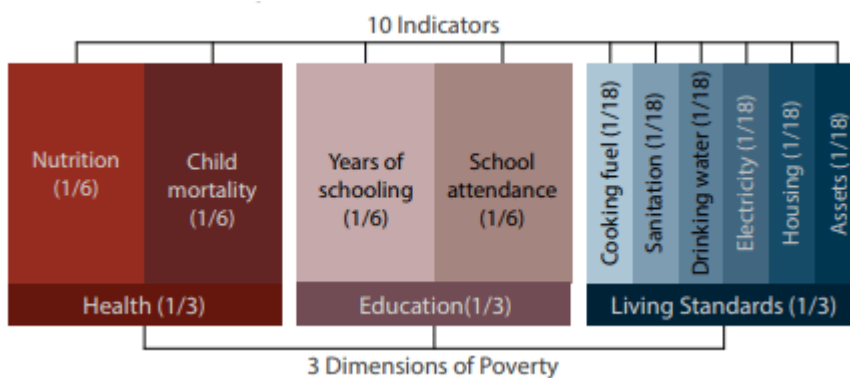 10 Indicators
Nutrition
(1/6)
Child
mortality
(1/6)
Years of
schooling
(1/6)
School
attendance
(1/6)
Cooking fuel (1/18)
Sanitation (1/18)
Drinking water (1/18)
Electricity (1/18)
Housing (1/18)
Assets (1/18)
Health (1/3)
Education(1/3)
Living Standards (1/3)
3 Dimensions of Poverty